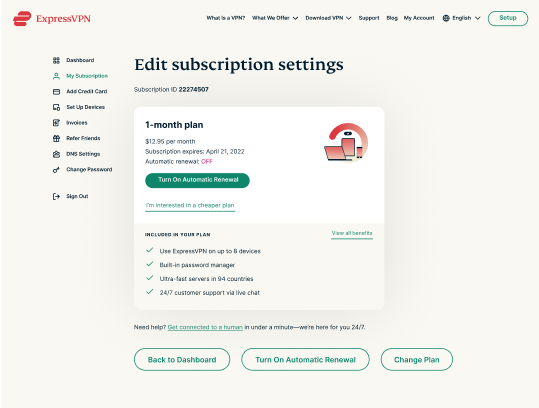 ExpressVPN
What Is a VPN?
What We Offer
Download VPN
Support
Blog
My Account
English
Setup
Dashboard
My Subscription
Add Credit Card
Set Up Devices
Invoices
Refer Friends
DNS Settings
Change Password
Sign Out
Edit subscription settings
Subscription ID 22274507
1-month plan
$12.95 per month
Subscription expires: April 21, 2022
Automatic renewal: OFF
Turn On Automatic Renewal
I'm interested in a cheaper plan
INCLUDED IN YOUR PLAN
View all benefits
Use ExpressVPN on up to 8 devices
Built-in password manager
Ultra-fast servers in 94 countries
24/7 customer support via live chat
Need help? Get connected to a human in under a minute—we're here for you 24/7.
Back to Dashboard
Turn On Automatic Renewal
Change Plan